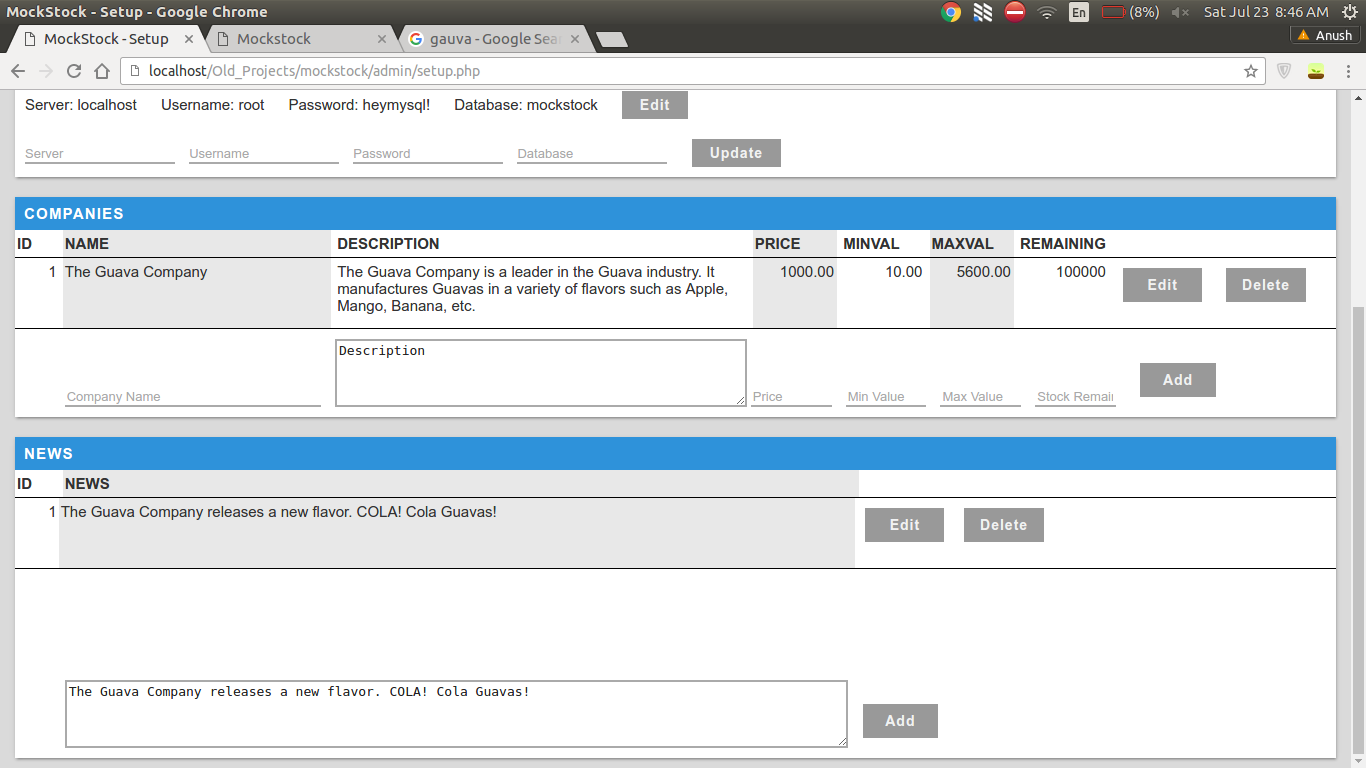 MockStock - Setup - Google Chrome
En (8%) Sat Jul 23 8:46 AM
MockStock - Setup × Mockstock × gauva - Google Sea ×
Anush
localhost/Old_Projects/mockstock/admin/setup.php
Server: localhost Username: root Password: heymysql! Database: mockstock Edit
Server Username Password Database Update
COMPANIES
ID NAME DESCRIPTION PRICE MINVAL MAXVAL REMAINING
1 The Guava Company The Guava Company is a leader in the Guava industry. It 1000.00 10.00 5600.00 100000
manufactures Guavas in a variety of flavors such as Apple, Edit Delete
Mango, Banana, etc.
Description
Company Name Price Min Value Max Value Stock Remain Add
NEWS
ID NEWS
1 The Guava Company releases a new flavor. COLA! Cola Guavas!
Edit Delete
The Guava Company releases a new flavor. COLA! Cola Guavas!
Add